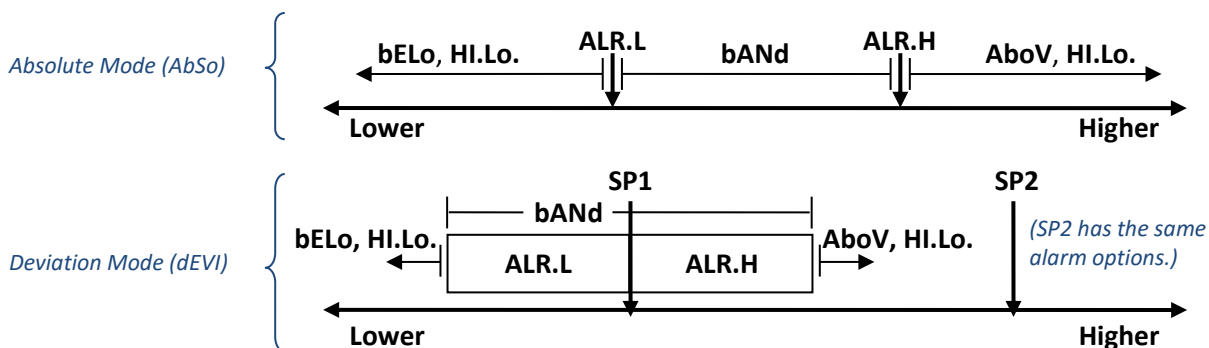 ALR.L ALR.H
bELo, HI.Lo. bANd AboV, HI.Lo.
Absolute Mode (AbSo)
Lower Higher
SP1 SP2
bANd
bELo, HI.Lo. AboV, HI.Lo. (SP2 has the same
Deviation Mode (dEVI) ALR.L ALR.H alarm options.)
Lower Higher